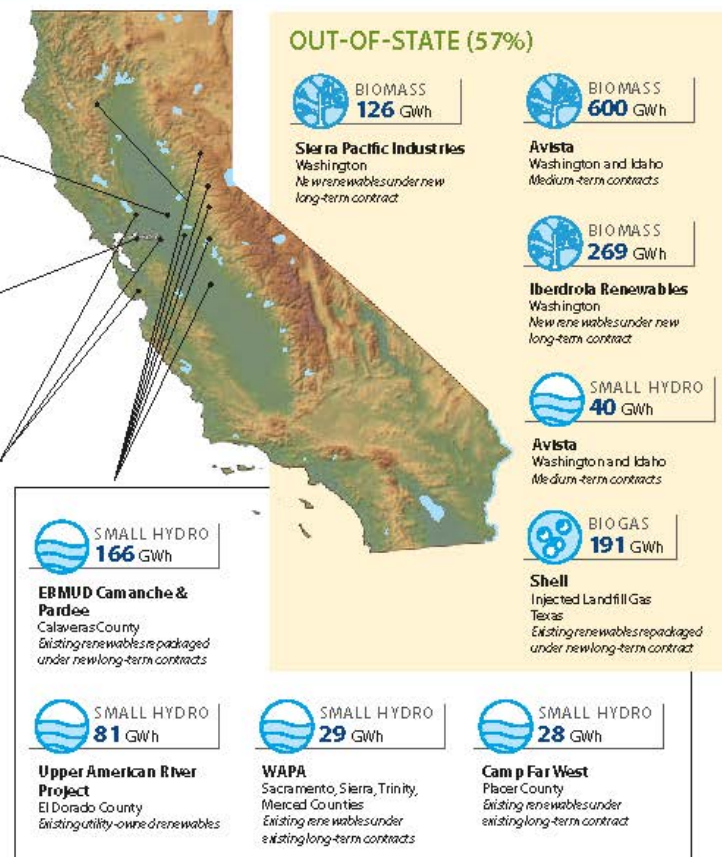 OUT-OF-STATE (57%)
BIOMASS
126 GWh
Sierra Pacific Industries
Washington
New renewables under new
long-term contract
BIOMASS
600 GWh
Avista
Washington and Idaho
Medium-term contracts
BIOMASS
269 GWh
Iberdrola Renewables
Washington
New renewables under new
long-term contract
SMALL HYDRO
40 GWh
Avista
Washington and Idaho
Medium-term contracts
BIOGAS
191 GWh
Shell
Injected Landfill Gas
Texas
Existing renewables repackaged
under new long-term contract
SMALL HYDRO
166 GWh
EBMUD Camanche &
Pardee
Calaveras County
Existing renewables repackaged
under new long-term contracts
SMALL HYDRO
81 GWh
Upper American River
Project
El Dorado County
Existing utility-owned renewables
SMALL HYDRO
29 GWh
WAPA
Sacramento, Sierra, Trinity,
Merced Counties
Existing renewables under
existing long-term contracts
SMALL HYDRO
28 GWh
Camp Far West
Placer County
Existing renewables under
existing long-term contract